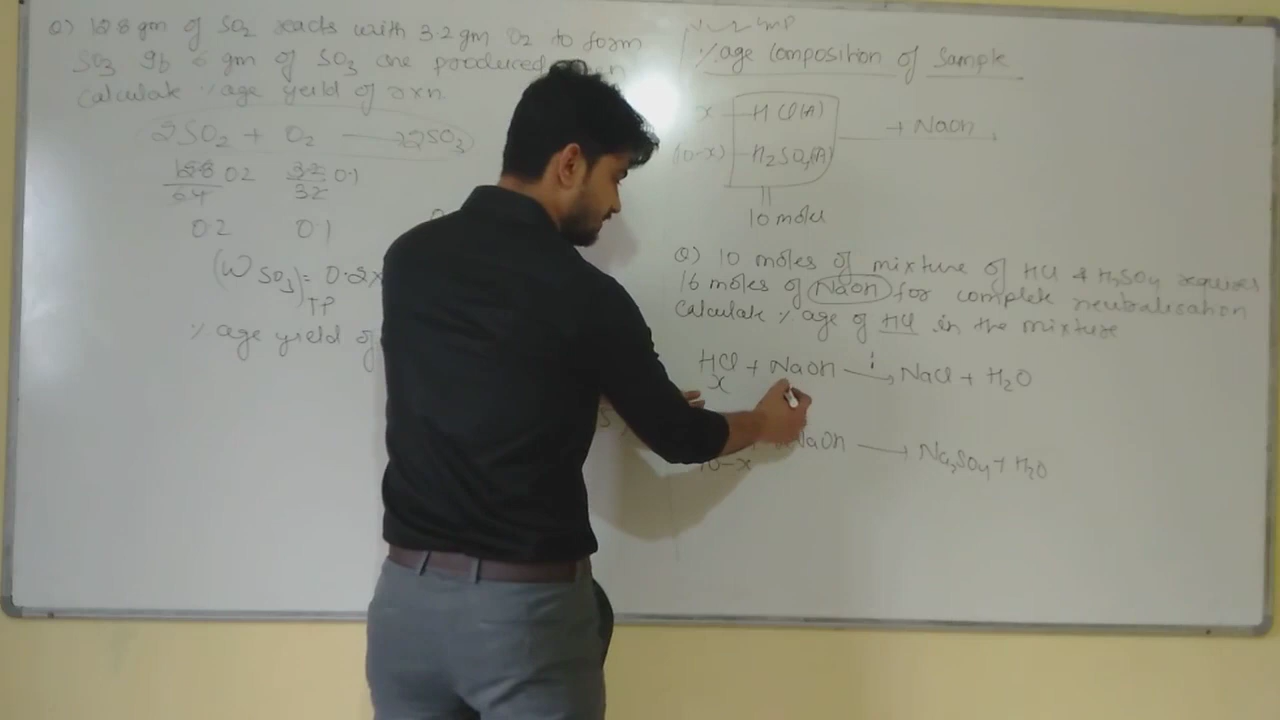 Q) 12.8 gm of SO2 reacts with 3.2 gm O2 to form
SO3 If 6 gm of SO3 are produced
Calculate %age yield of rxn.
2SO2 + O2 → 2SO3
12.8/64 0.2 3.2/32 0.1
0.2 0.1
(W SO3)TP = 0.2x
% age yield of
Imp
%age Composition of Sample
x HCl(A)
(10-x) H2SO4(A)
+ NaOH
10 moles
Q) 10 moles of mixture of HCl & H2SO4 requires
16 moles of NaOH for complete neutralisation
Calculate % age of HCl in the mixture
HCl + NaOH → NaCl + H2O
x
NaOH → Na2SO4 + H2O
10-x